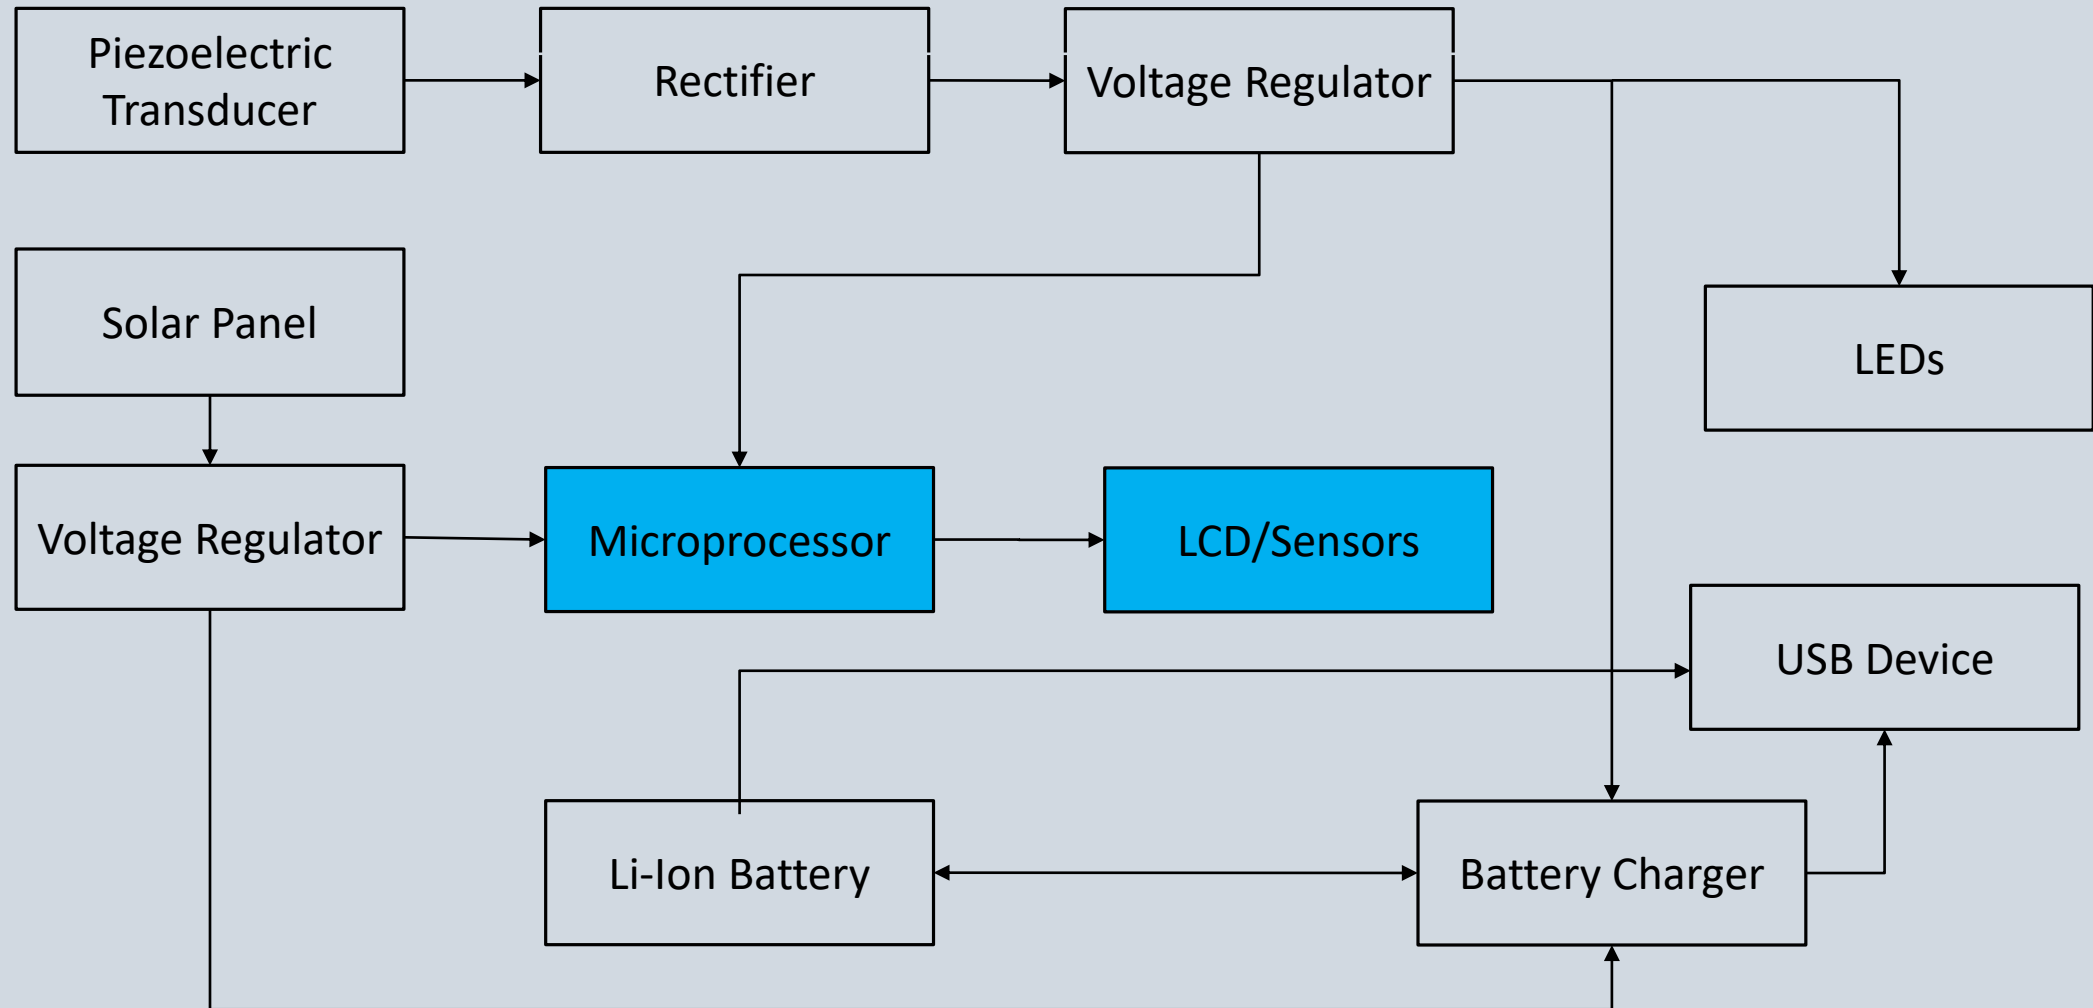 Piezoelectric
Transducer
Rectifier
Voltage Regulator
Solar Panel
LEDs
Voltage Regulator
Microprocessor
LCD/Sensors
USB Device
Li-Ion Battery
Battery Charger